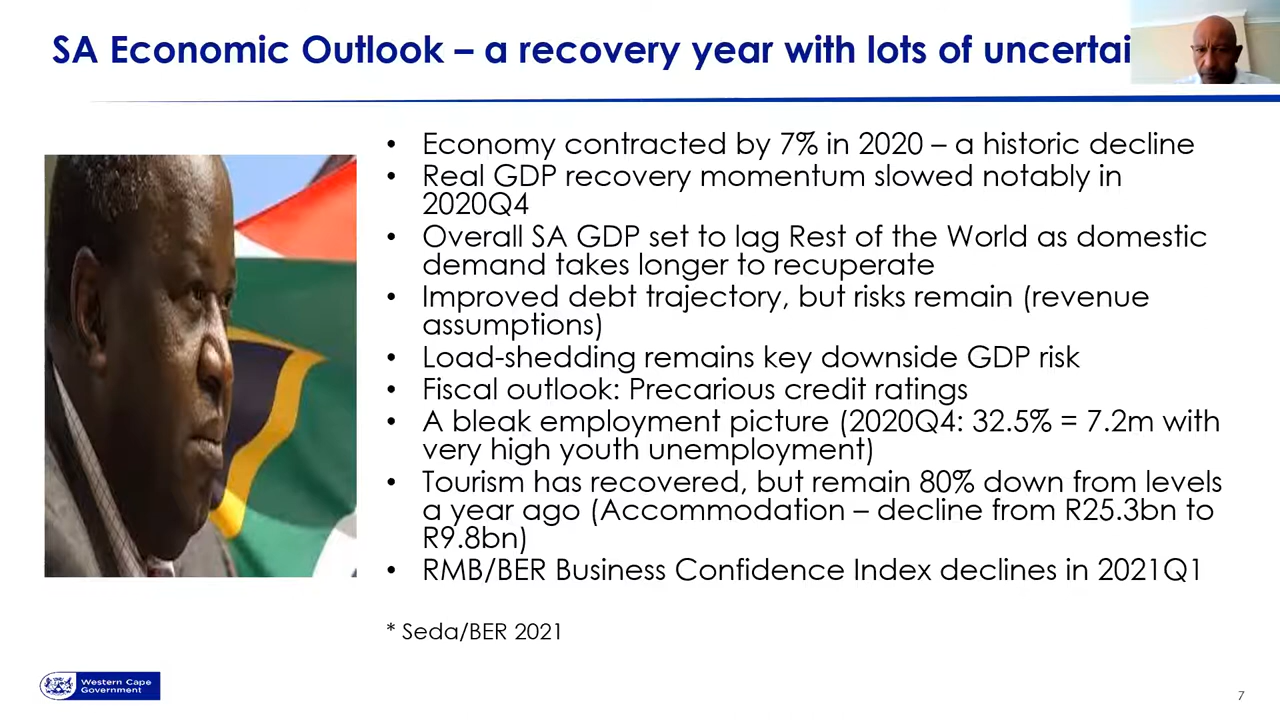 SA Economic Outlook – a recovery year with lots of uncertai
• Economy contracted by 7% in 2020 – a historic decline
• Real GDP recovery momentum slowed notably in
2020Q4
• Overall SA GDP set to lag Rest of the World as domestic
demand takes longer to recuperate
• Improved debt trajectory, but risks remain (revenue
assumptions)
• Load-shedding remains key downside GDP risk
• Fiscal outlook: Precarious credit ratings
• A bleak employment picture (2020Q4: 32.5% = 7.2m with
very high youth unemployment)
• Tourism has recovered, but remain 80% down from levels
a year ago (Accommodation – decline from R25.3bn to
R9.8bn)
• RMB/BER Business Confidence Index declines in 2021Q1
* Seda/BER 2021
Western Cape
Government
7